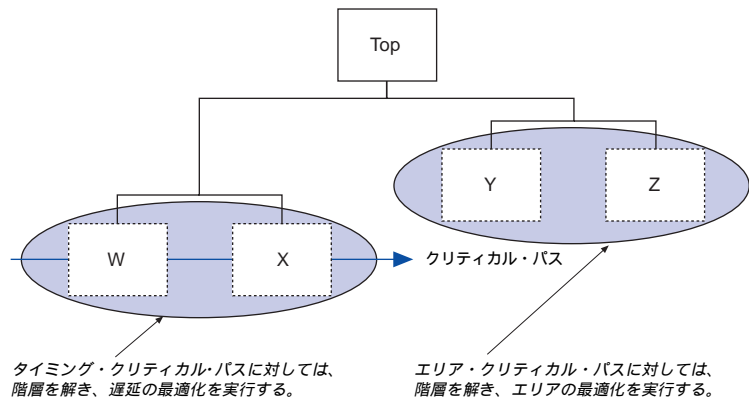 Top
Y
Z
W
X
クリティカル・パス
タイミング・クリティカル・パスに対しては、
階層を解き、遅延の最適化を実行する。
エリア・クリティカル・パスに対しては、
階層を解き、エリアの最適化を実行する。